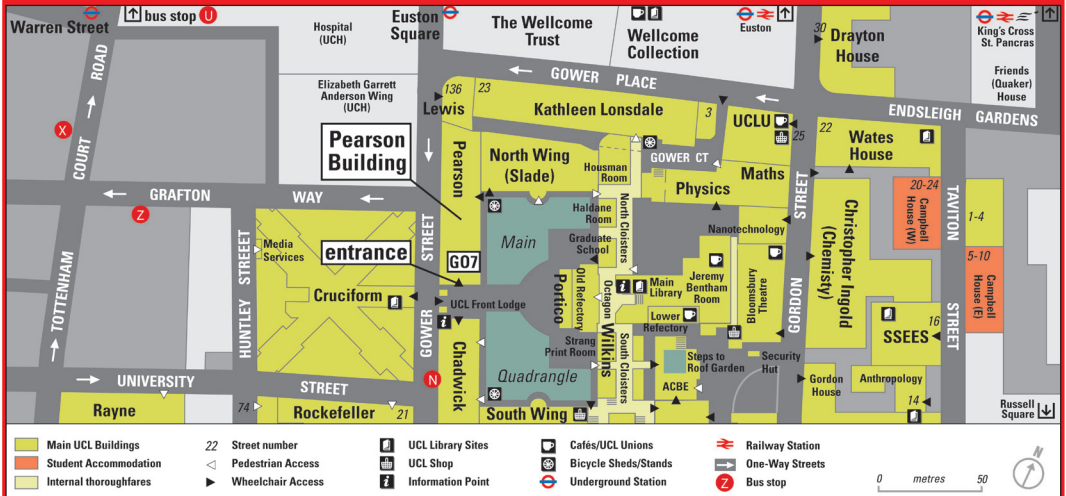 Warren Street
bus stop U
Hospital
(UCH)
Euston
Square
The Wellcome
Trust
Wellcome
Collection
Euston
30
Drayton
House
King's Cross
St. Pancras
Friends
(Quaker)
House
Elizabeth Garrett
Anderson Wing
(UCH)
136
23
Lewis
GOWER PLACE
Kathleen Lonsdale
3
UCLU
25
22
ENDSLEIGH GARDENS
Wates
House
X
TOTTENHAM COURT ROAD
Pearson
Building
Pearson
North Wing
(Slade)
Housman
Room
GOWER CT
Maths
Physics
20-24
Campbell
House (W)
1-4
GRAFTON WAY
Z
Main
Haldane
Room
North Cloisters
Nanotechnology
Graduate
School
Christopher Ingold
(Chemisty)
5-10
Campbell
House (E)
HUNTLEY STREEET
Media
Services
entrance
G07
GOWER STREET
Cruciform
UCL Front Lodge
Portico
Old Refectory
Octagon
Main
Library
Jeremy
Bentham
Room
Bloomsbury
Theatre
GORDON STREET
TAVITON STREET
Lower
Refectory
Wilkins
Strang
Print Room
South Cloisters
Steps to
Roof Garden
Security
Hut
SSEES
16
Chadwick
Quadrangle
ACBE
Gordon
House
Anthropology
14
UNIVERSITY STREET
N
Rayne
74
Rockefeller
21
South Wing
Russell
Square
Main UCL Buildings
Student Accommodation
Internal thoroughfares
22 Street number
Pedestrian Access
Wheelchair Access
UCL Library Sites
UCL Shop
i Information Point
Cafés/UCL Unions
Bicycle Sheds/Stands
Underground Station
Railway Station
One-Way Streets
Z Bus stop
0 metres 50
N